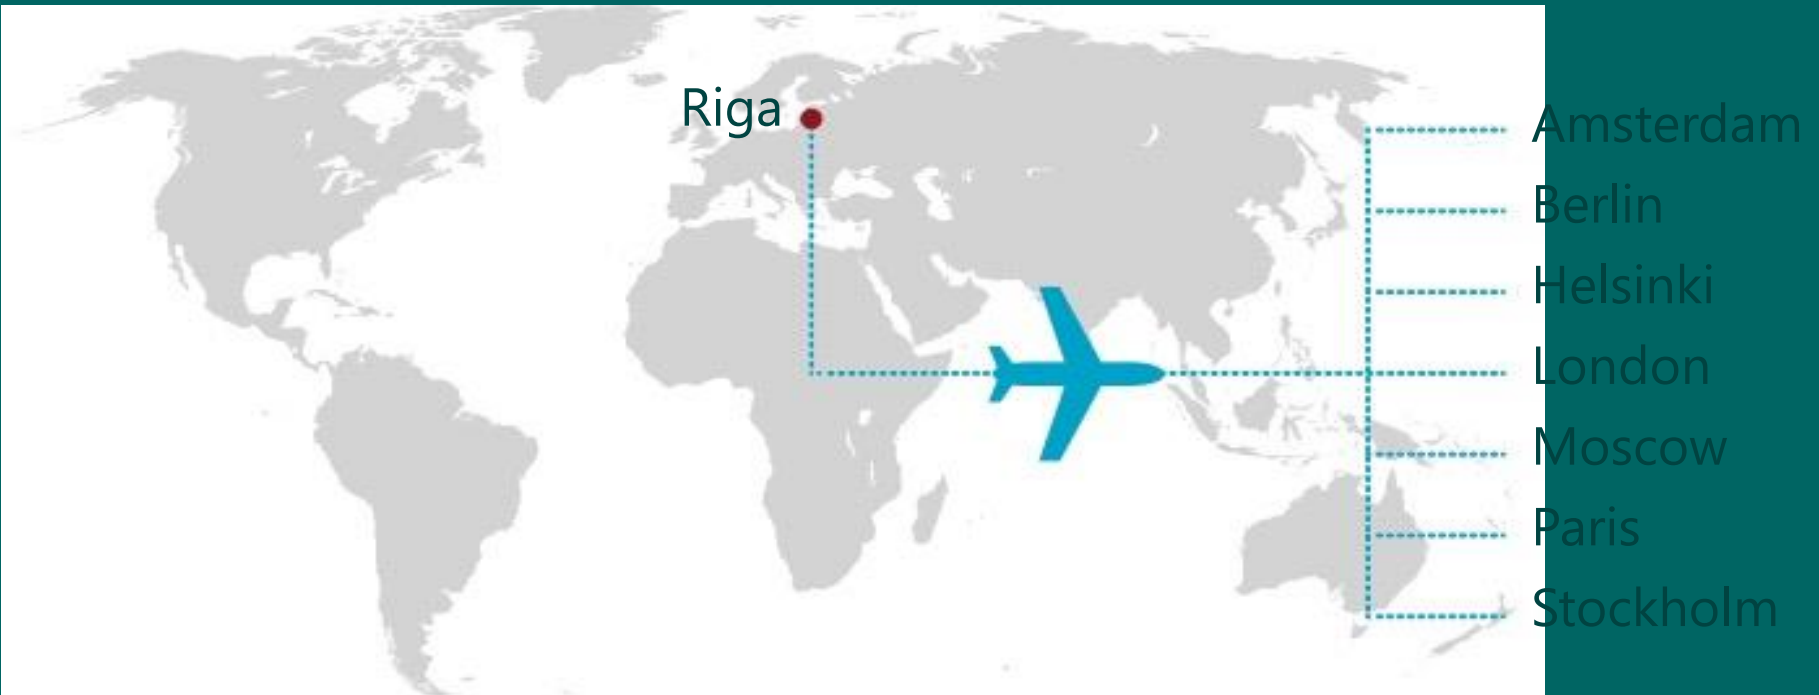 Riga
Amsterdam
Berlin
Helsinki
London
Moscow
Paris
Stockholm